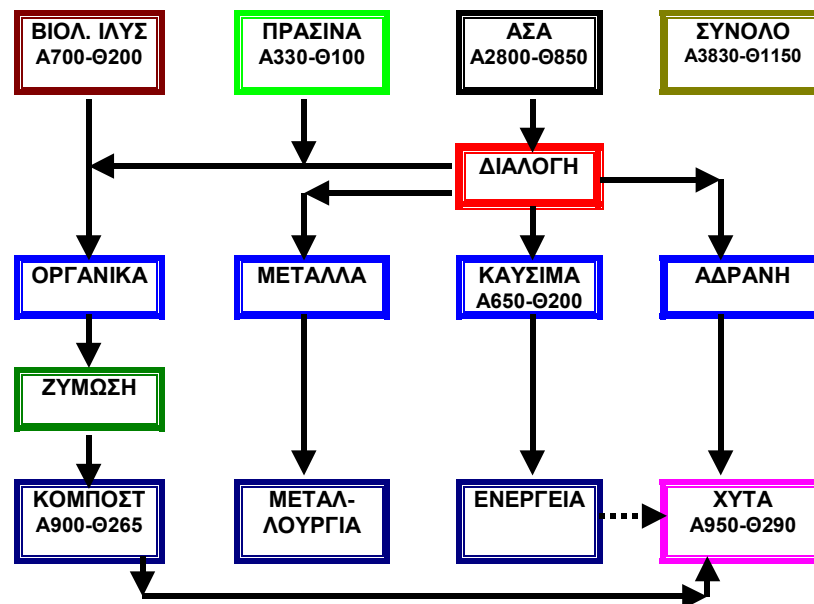 ΒΙΟΛ. ΙΛΥΣ
Α700-Θ200
ΠΡΑΣΙΝΑ
Α330-Θ100
ΑΣΑ
Α2800-Θ850
ΣΥΝΟΛΟ
Α3830-Θ1150
ΔΙΑΛΟΓΗ
ΟΡΓΑΝΙΚΑ
ΜΕΤΑΛΛΑ
ΚΑΥΣΙΜΑ
Α650-Θ200
ΑΔΡΑΝΗ
ΖΥΜΩΣΗ
ΚΟΜΠΟΣΤ
Α900-Θ265
ΜΕΤΑΛ-
ΛΟΥΡΓΙΑ
ΕΝΕΡΓΕΙΑ
ΧΥΤΑ
Α950-Θ290